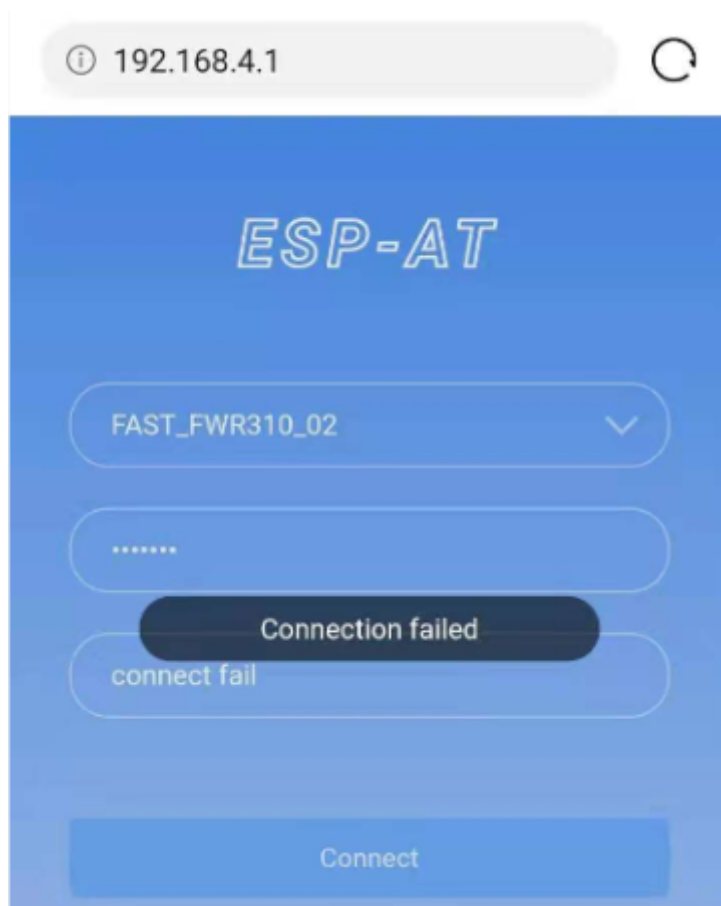 192.168.4.1
ESP-AT
FAST_FWR310_02
•••••••
Connection failed
connect fail
Connect